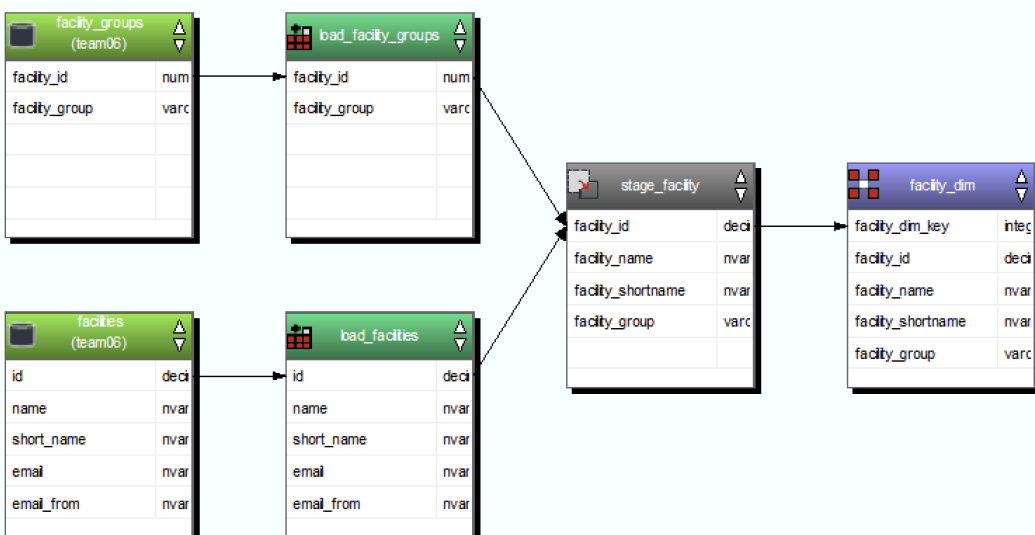 facility_groups
(team06)
facility_id num
facility_group varc
load_facility_groups
facility_id num
facility_group varc
facilities
(team06)
id deci
name nvar
short_name nvar
email nvar
email_from nvar
load_facilities
id deci
name nvar
short_name nvar
email nvar
email_from nvar
stage_facility
facility_id deci
facility_name nvar
facility_shortname nvar
facility_group varc
facility_dim
facility_dim_key integ
facility_id deci
facility_name nvar
facility_shortname nvar
facility_group varc